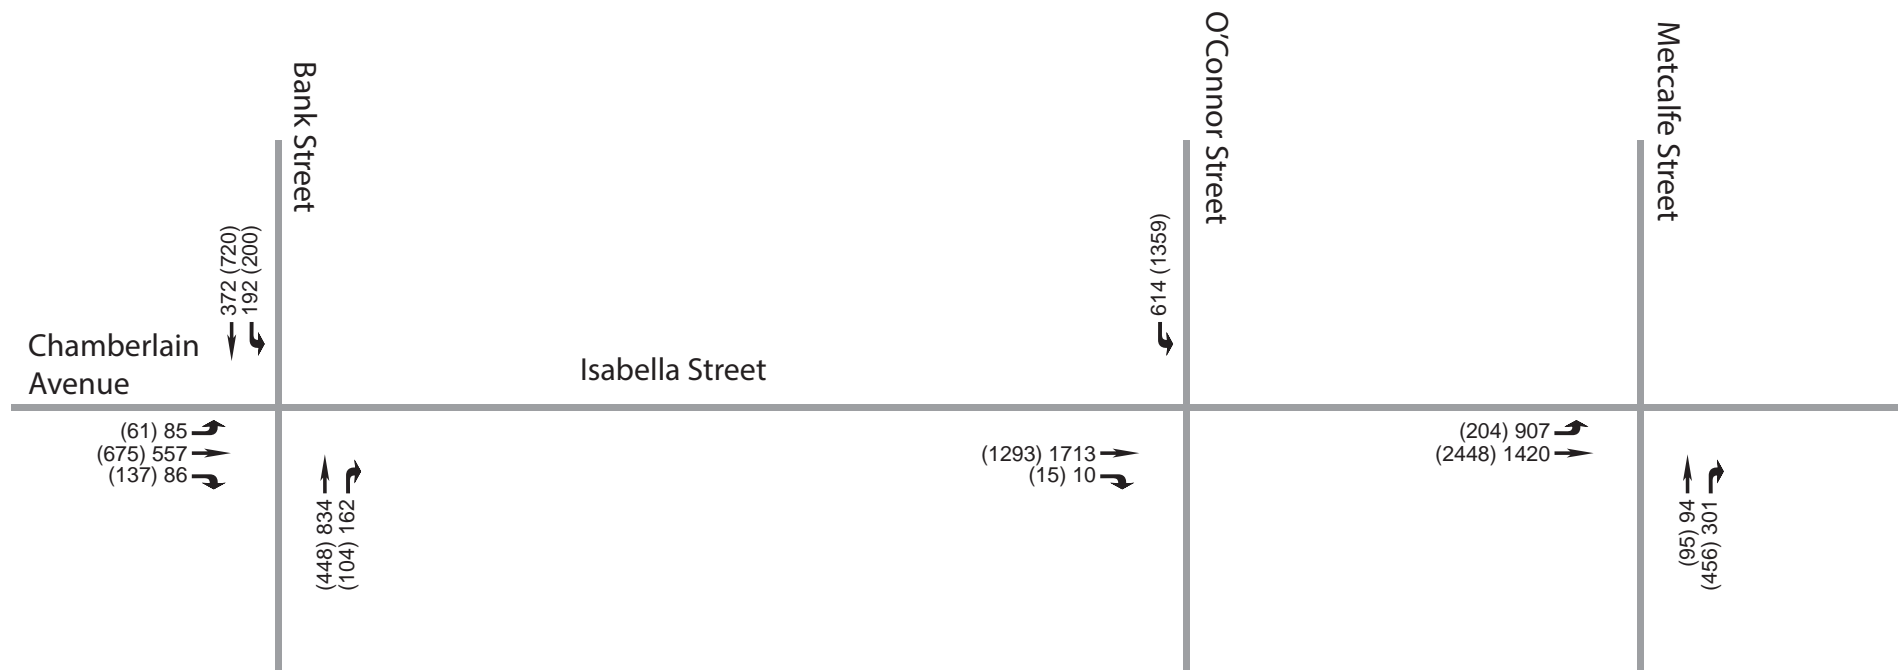 Bank Street
O'Connor Street
Metcalfe Street
372 (720)
192 (200)
614 (1359)
Chamberlain
Avenue
Isabella Street
(61) 85
(675) 557
(137) 86
(448) 834
(104) 162
(1293) 1713
(15) 10
(204) 907
(2448) 1420
(95) 94
(456) 301